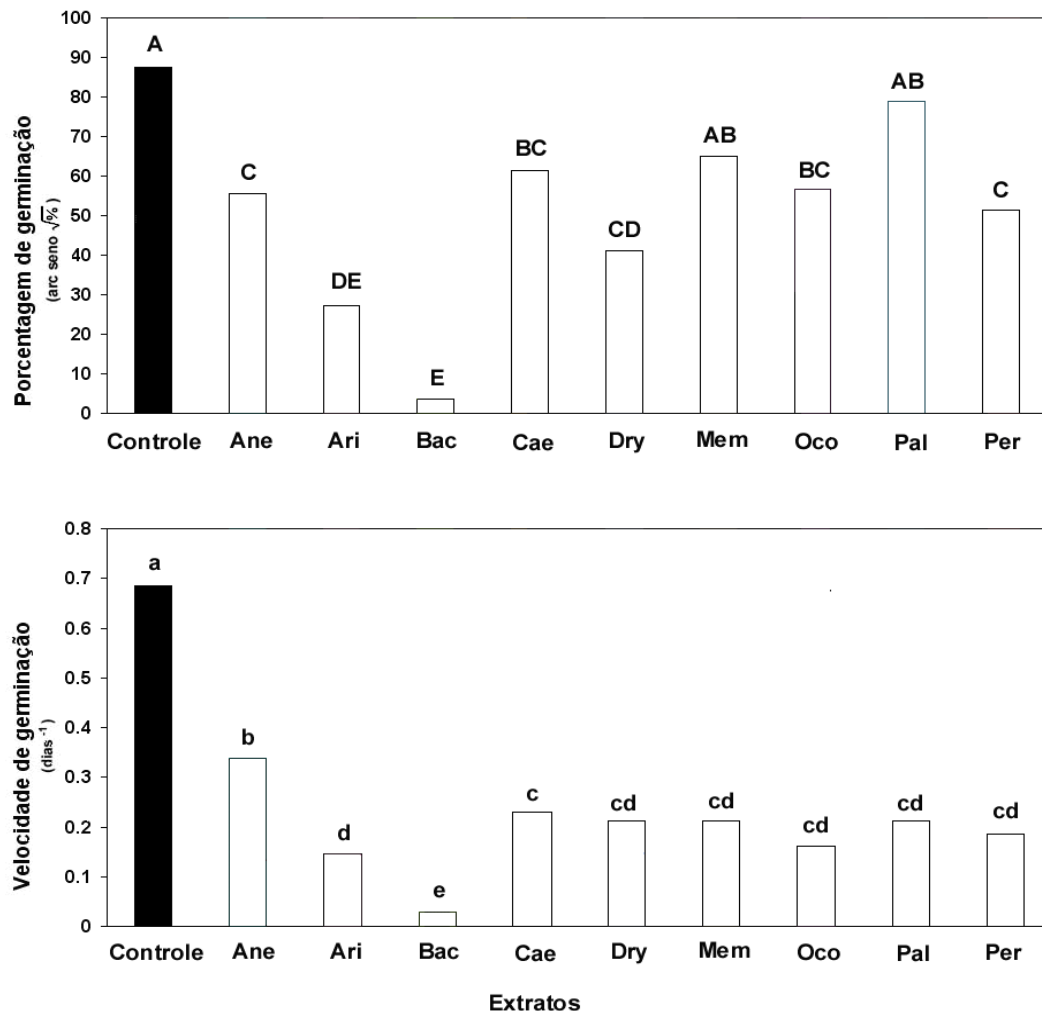 Porcentagem de germinação
(arc seno √%)
100
90
80
70
60
50
40
30
20
10
0
A
C
DE
E
BC
CD
AB
BC
AB
C
Controle Ane Ari Bac Cae Dry Mem Oco Pal Per
Velocidade de germinação
(dias -1)
0.8
0.7
0.6
0.5
0.4
0.3
0.2
0.1
0
a
b
d
e
c
cd
cd
cd
cd
cd
Controle Ane Ari Bac Cae Dry Mem Oco Pal Per
Extratos